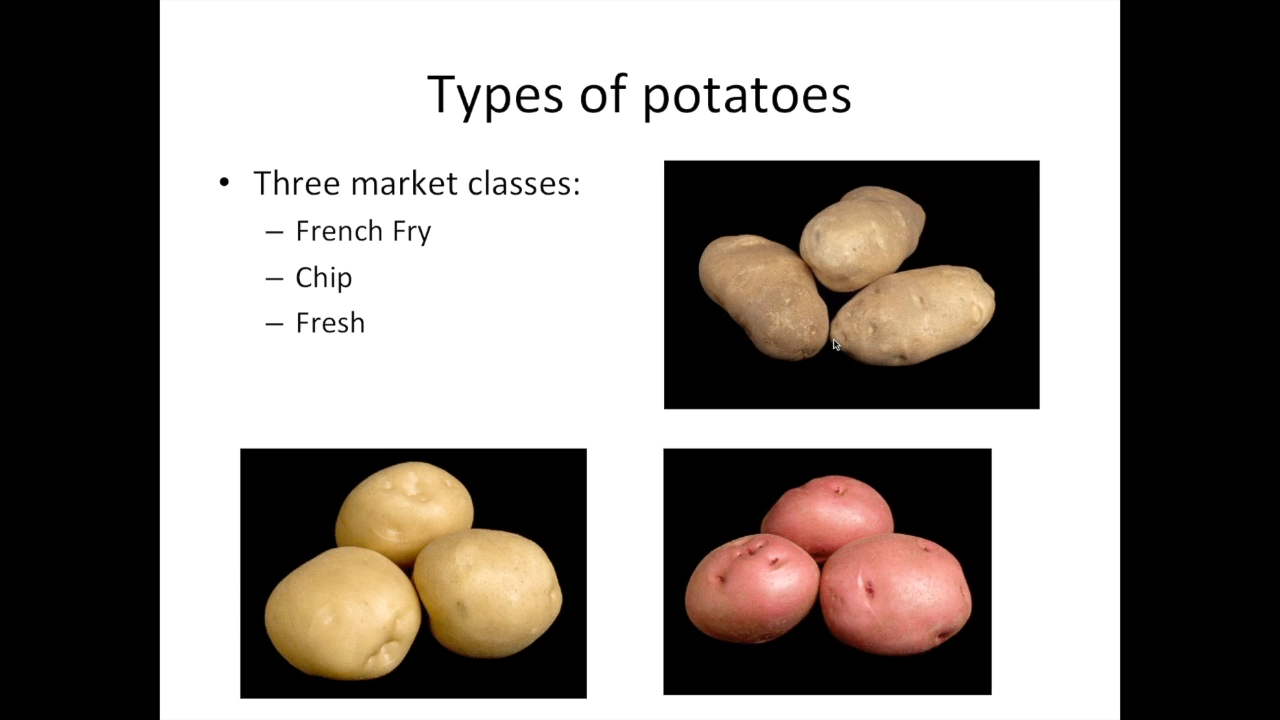 Types of potatoes
• Three market classes:
– French Fry
– Chip
– Fresh